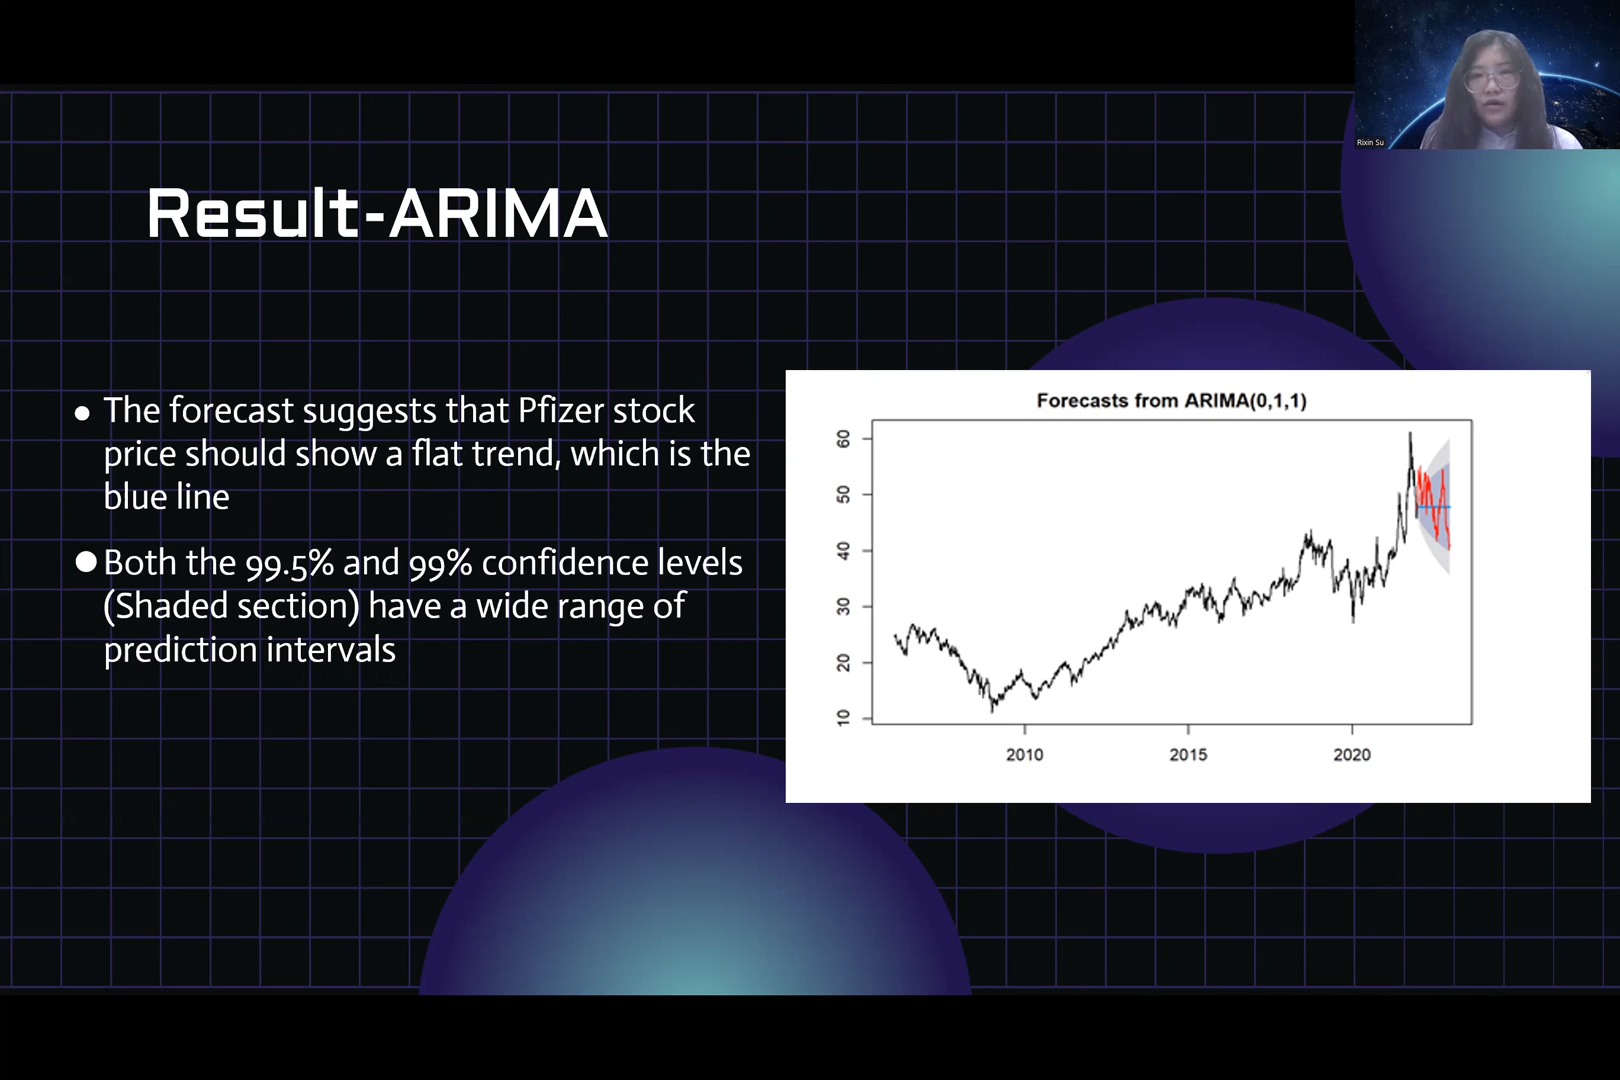 Rixin Su
Result-ARIMA
● The forecast suggests that Pfizer stock
price should show a flat trend, which is the
blue line
● Both the 99.5% and 99% confidence levels
(Shaded section) have a wide range of
prediction intervals
Forecasts from ARIMA(0,1,1)
60
50
40
30
20
10
2010 2015 2020